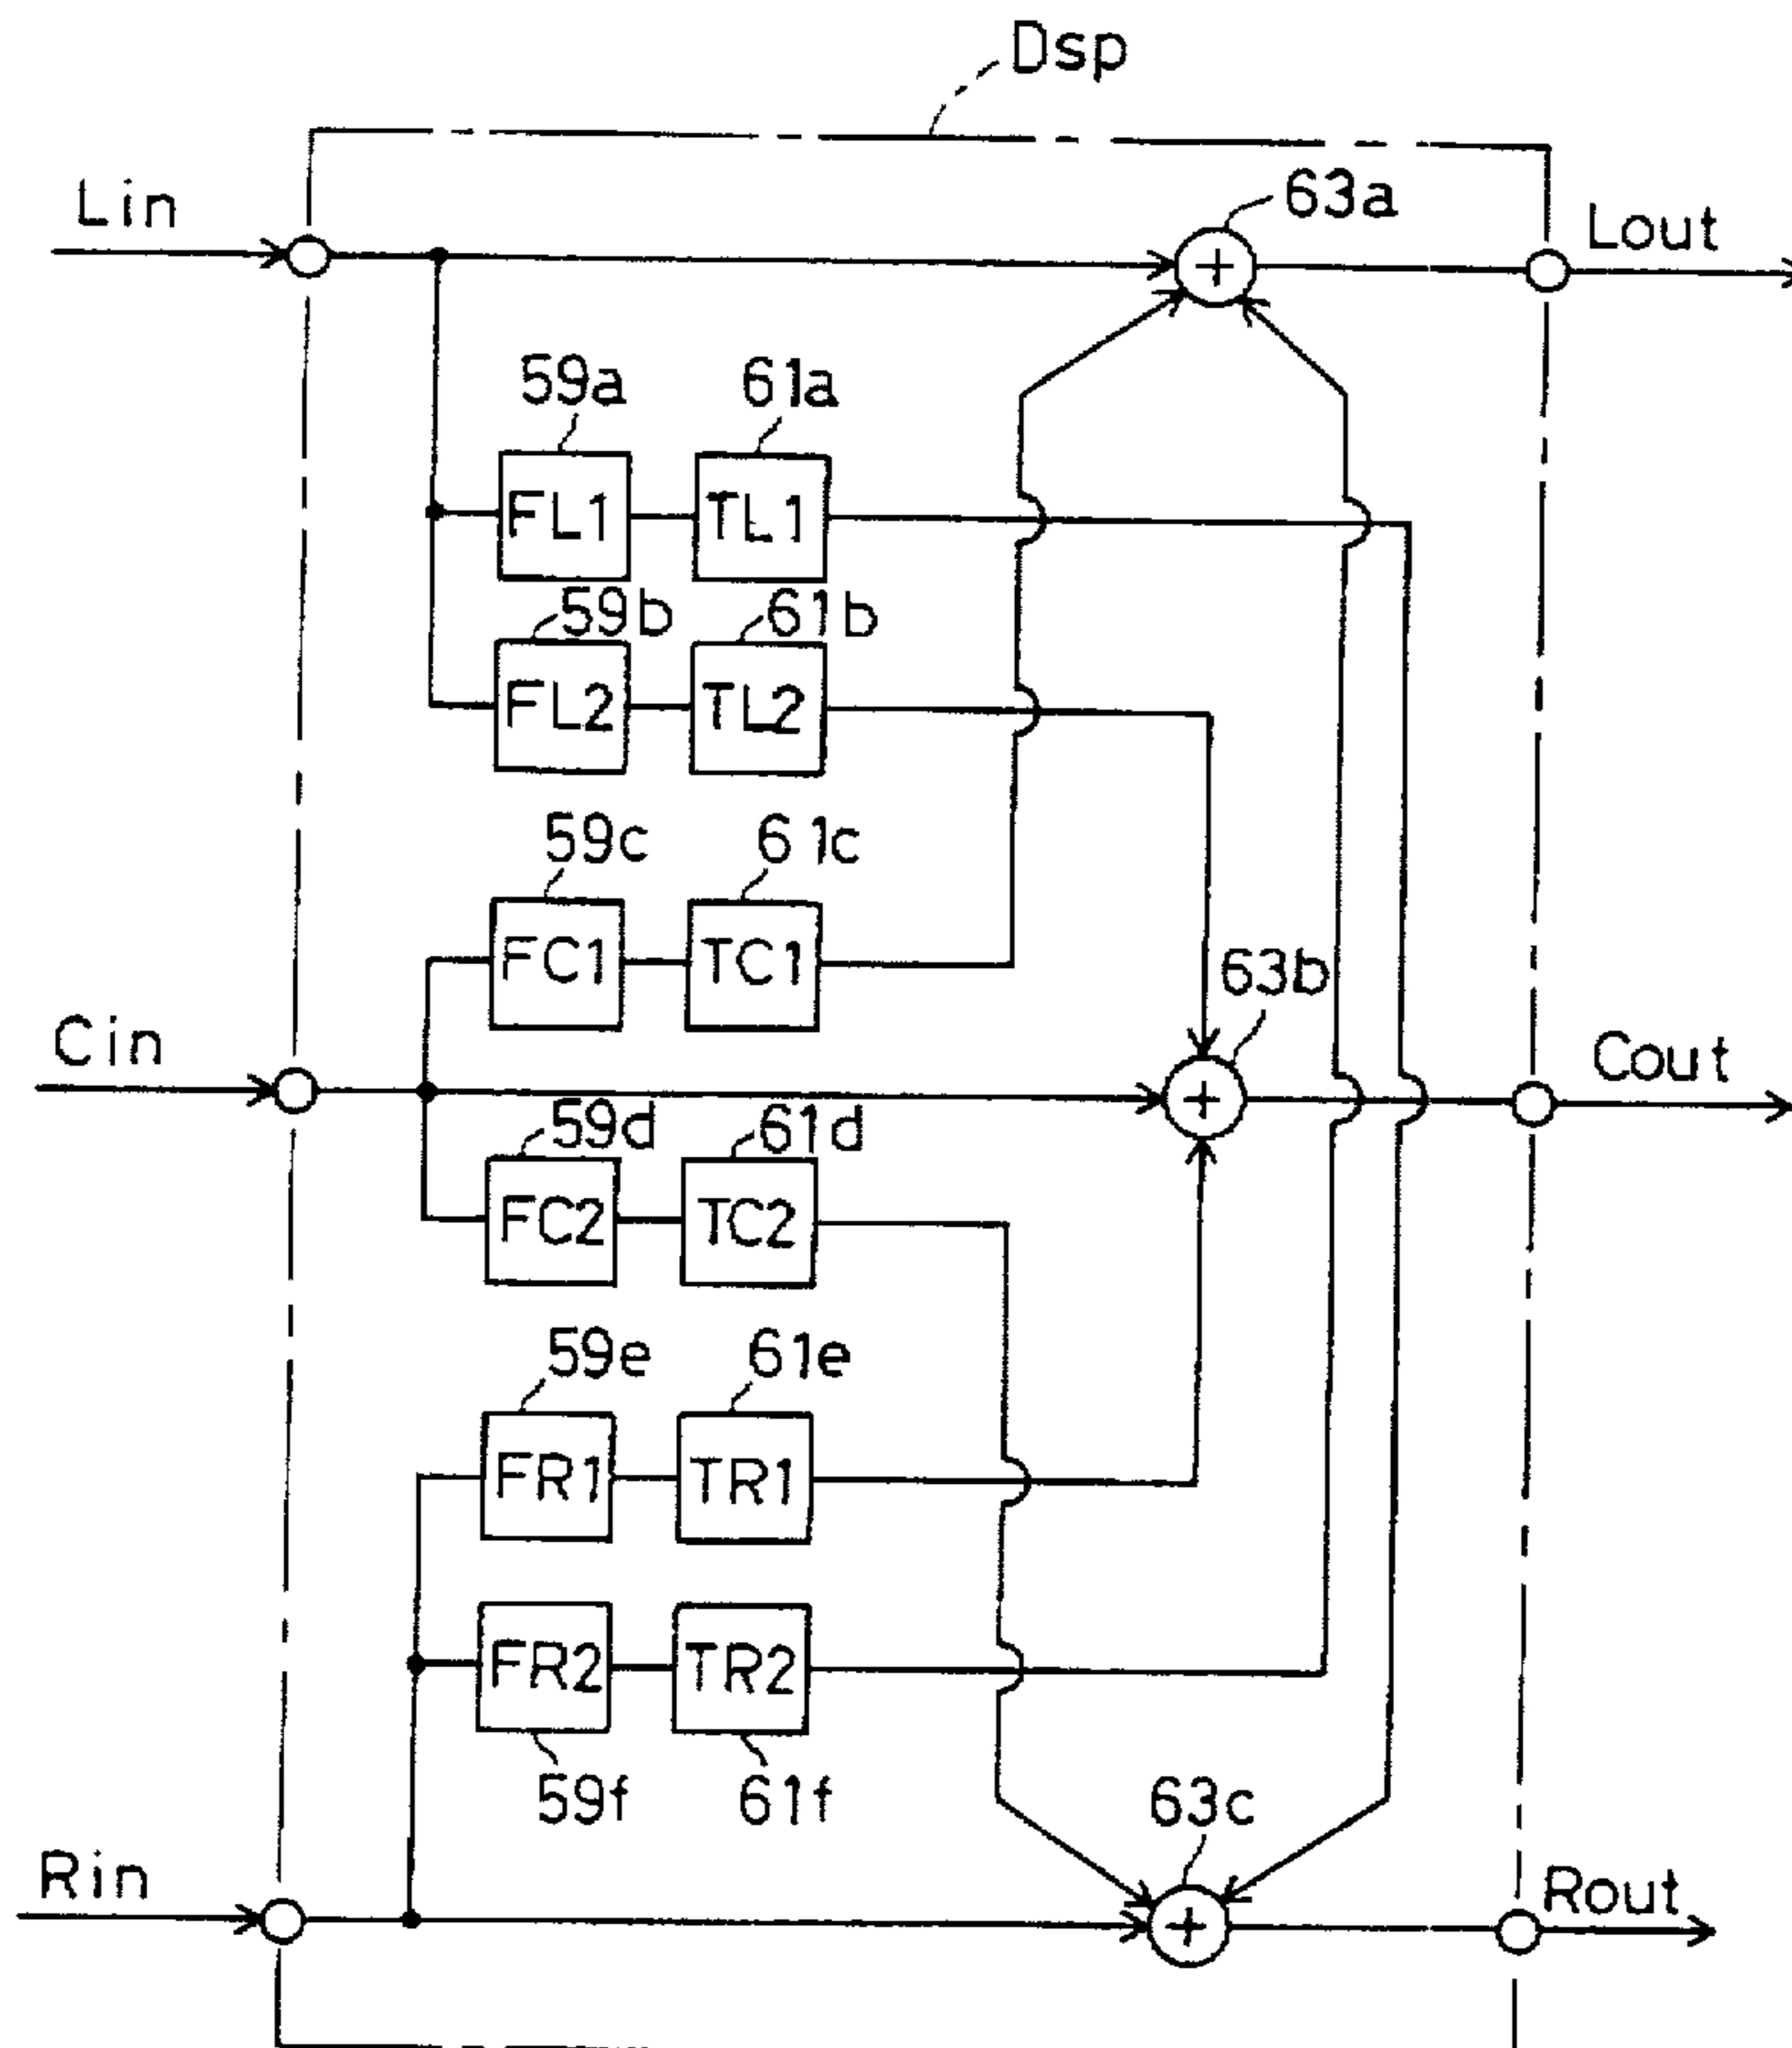 Dsp
Lin
63a
Lout
+
59a 61a
FL1 TL1
59b 61b
FL2 TL2
59c 61c
FC1 TC1
63b
Cin
Cout
+
59d 61d
FC2 TC2
59e 61e
FR1 TR1
FR2 TR2
59f 61f
63c
Rin
Rout
+